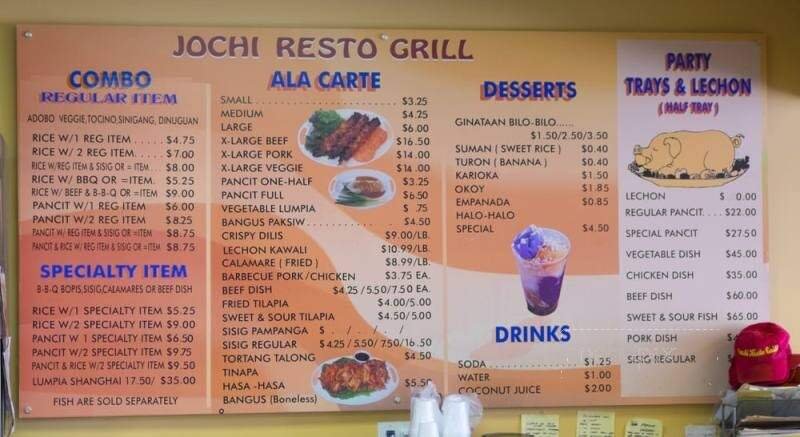 JOCHI RESTO GRILL
COMBO
REGULAR ITEM
ADOBO VEGGIE,TOCINO,SINIGANG, DINUGUAN
RICE W/1 REG ITEM . . . . . $4.75
RICE W/ 2 REG ITEM $7.00
RICE W/REG ITEM & SISIG OR = ITEM $8.00
RICE W/ BBQ OR =ITEM. $5.25
RICE W/ BEEF & B-B-Q OR =ITEM $9.00
PANCIT W/1 REG ITEM $6.00
PANCIT W/2 REG ITEM $8.25
PANCIT W/ REG ITEM & SISIG OR =ITEM $8.75
PANCIT & RICE W/2 REG ITEM & SISIG OR =ITEM $8.75
SPECIALTY ITEM
B-B-Q BOPIS,SISIG,CALAMARES OR BEEF DISH
RICE W/1 SPECIALTY ITEM $5.25
RICE W/2 SPECIALTY ITEM $9.00
PANCIT W 1 SPECIALTY ITEM $6.50
PANCIT W/2 SPECIALTY ITEM $9.75
PANCIT & RICE W/2 SPECIALTY ITEM $9.50
LUMPIA SHANGHAI 17.50/ $35.00
FISH ARE SOLD SEPARATELY
ALA CARTE
SMALL . . . . . . . . . . . . . . . . . . . . $3.25
MEDIUM $4.25
LARGE $6.00
X-LARGE BEEF $16.50
X-LARGE PORK $14.00
X-LARGE VEGGIE $14.00
PANCIT ONE-HALF $3.25
PANCIT FULL $6.50
VEGETABLE LUMPIA $ .75
BANGUS PAKSIW . . . . . . . . . . . . . . $4.50
CRISPY DILIS $9.00/LB.
LECHON KAWALI $10.99/LB.
CALAMARE ( FRIED ) $8.99/LB.
BARBECUE PORK/CHICKEN $3.75 EA.
BEEF DISH $4.25 / 5.50/ 7.50 EA.
FRIED TILAPIA $4.00/5.00
SWEET & SOUR TILAPIA $4.50/5.00
SISIG PAMPANGA $ . / . / . /
SISIG REGULAR $4.25 / 5.50/ 7.50/16.50
TORTANG TALONG $4.50
TINAPA
HASA -HASA $5.50
BANGUS (Boneless)
DESSERTS
GINATAAN BILO-BILO.....
$1.50/2.50/3.50
SUMAN ( SWEET RICE ) $0.40
TURON ( BANANA ) $0.40
KARIOKA $1.50
OKOY $1.85
EMPANADA $0.85
HALO-HALO
SPECIAL $4.50
DRINKS
SODA . . . . . . . . . . . . . . . . . $1.25
WATER $1.00
COCONUT JUICE $2.00
PARTY
TRAYS & LECHON
( HALF TRAY )
LECHON $ 0.00
REGULAR PANCIT. . . . $22.00
SPECIAL PANCIT $27.50
VEGETABLE DISH $45.00
CHICKEN DISH $35.00
BEEF DISH $60.00
SWEET & SOUR FISH $65.00
PORK DISH
SISIG REGULAR